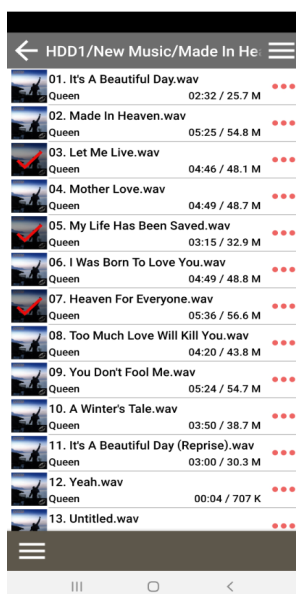 HDD1/New Music/Made In He
01. It's A Beautiful Day.wav
Queen 02:32 / 25.7 M
02. Made In Heaven.wav
Queen 05:25 / 54.8 M
03. Let Me Live.wav
Queen 04:46 / 48.1 M
04. Mother Love.wav
Queen 04:49 / 48.7 M
05. My Life Has Been Saved.wav
Queen 03:15 / 32.9 M
06. I Was Born To Love You.wav
Queen 04:49 / 48.8 M
07. Heaven For Everyone.wav
Queen 05:36 / 56.6 M
08. Too Much Love Will Kill You.wav
Queen 04:20 / 43.8 M
09. You Don't Fool Me.wav
Queen 05:24 / 54.7 M
10. A Winter's Tale.wav
Queen 03:50 / 38.7 M
11. It's A Beautiful Day (Reprise).wav
Queen 03:00 / 30.3 M
12. Yeah.wav
Queen 00:04 / 707 K
13. Untitled.wav